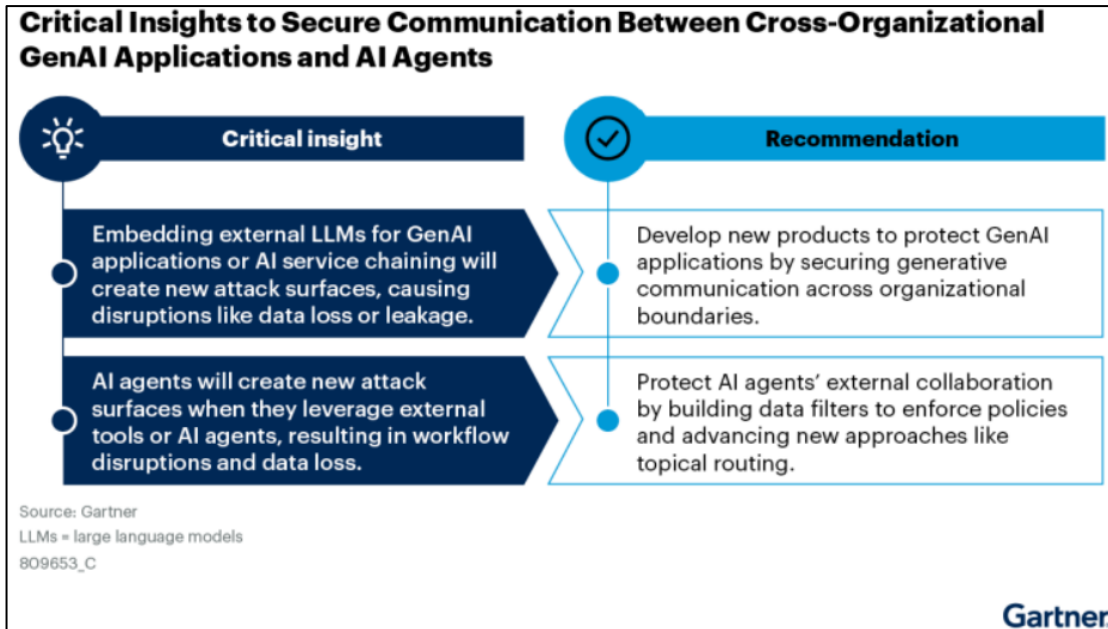 Critical Insights to Secure Communication Between Cross-Organizational
GenAI Applications and AI Agents
Critical insight
Recommendation
Embedding external LLMs for GenAI
applications or AI service chaining will
create new attack surfaces, causing
disruptions like data loss or leakage.
Develop new products to protect GenAI
applications by securing generative
communication across organizational
boundaries.
AI agents will create new attack
surfaces when they leverage external
tools or AI agents, resulting in workflow
disruptions and data loss.
Protect AI agents’ external collaboration
by building data filters to enforce policies
and advancing new approaches like
topical routing.
Source: Gartner
LLMs = large language models
809653_C
Gartner